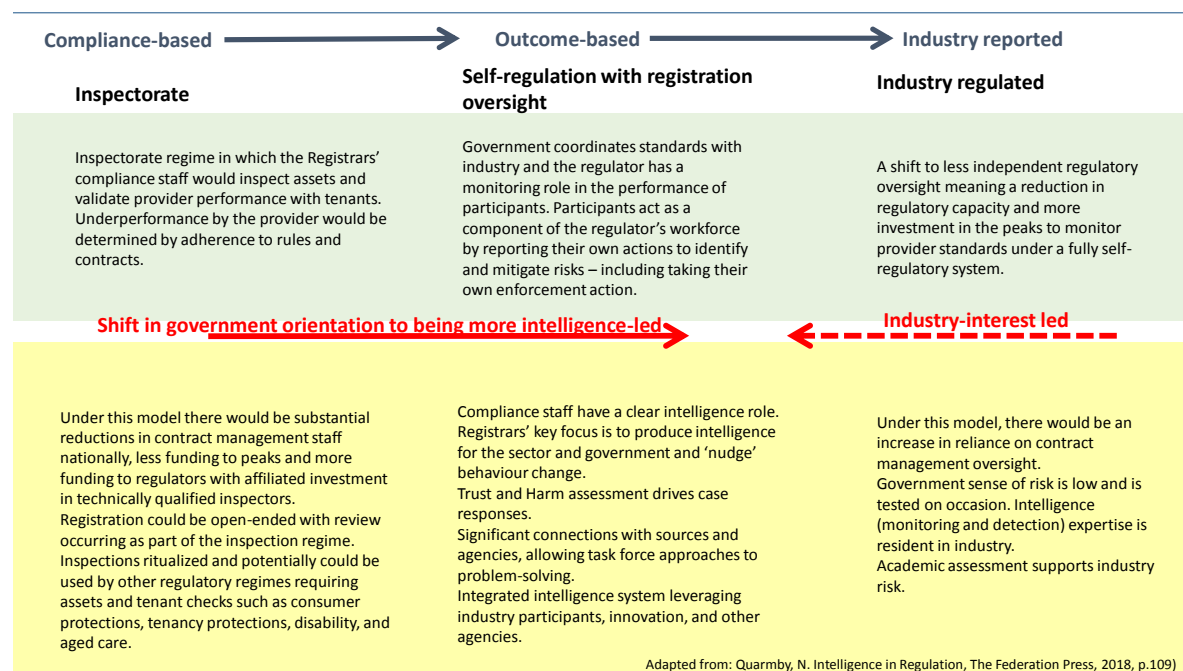 Compliance-based
Outcome-based
Industry reported
Inspectorate
Self-regulation with registration
oversight
Industry regulated
Inspectorate regime in which the Registrars’
compliance staff would inspect assets and
validate provider performance with tenants.
Underperformance by the provider would be
determined by adherence to rules and
contracts.
Government coordinates standards with
industry and the regulator has a
monitoring role in the performance of
participants. Participants act as a
component of the regulator’s workforce
by reporting their own actions to identify
and mitigate risks – including taking their
own enforcement action.
A shift to less independent regulatory
oversight meaning a reduction in
regulatory capacity and more
investment in the peaks to monitor
provider standards under a fully self-
regulatory system.
Shift in government orientation to being more intelligence-led
Industry-interest led
Under this model there would be substantial
reductions in contract management staff
nationally, less funding to peaks and more
funding to regulators with affiliated investment
in technically qualified inspectors.
Registration could be open-ended with review
occurring as part of the inspection regime.
Inspections ritualized and potentially could be
used by other regulatory regimes requiring
assets and tenant checks such as consumer
protections, tenancy protections, disability, and
aged care.
Compliance staff have a clear intelligence role.
Registrars’ key focus is to produce intelligence
for the sector and government and ‘nudge’
behaviour change.
Trust and Harm assessment drives case
responses.
Significant connections with sources and
agencies, allowing task force approaches to
problem-solving.
Integrated intelligence system leveraging
industry participants, innovation, and other
agencies.
Under this model, there would be an
increase in reliance on contract
management oversight.
Government sense of risk is low and is
tested on occasion. Intelligence
(monitoring and detection) expertise is
resident in industry.
Academic assessment supports industry
risk.
Adapted from: Quarmby, N. Intelligence in Regulation, The Federation Press, 2018, p.109)